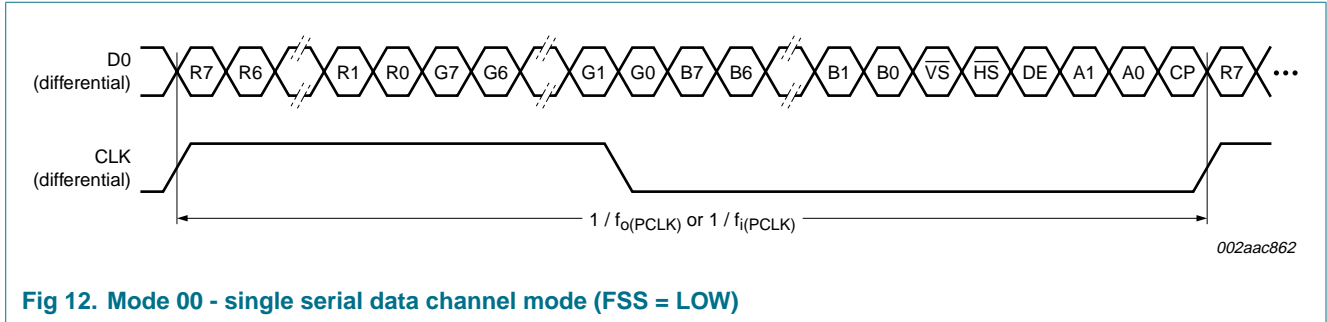 D0
(differential)
R7 R6 R1 R0 G7 G6 G1 G0 B7 B6 B1 B0 V̅S̅ H̅S̅ DE A1 A0 CP R7 •••
CLK
(differential)
1 / fo(PCLK) or 1 / fi(PCLK)
002aac862
Fig 12. Mode 00 - single serial data channel mode (FSS = LOW)